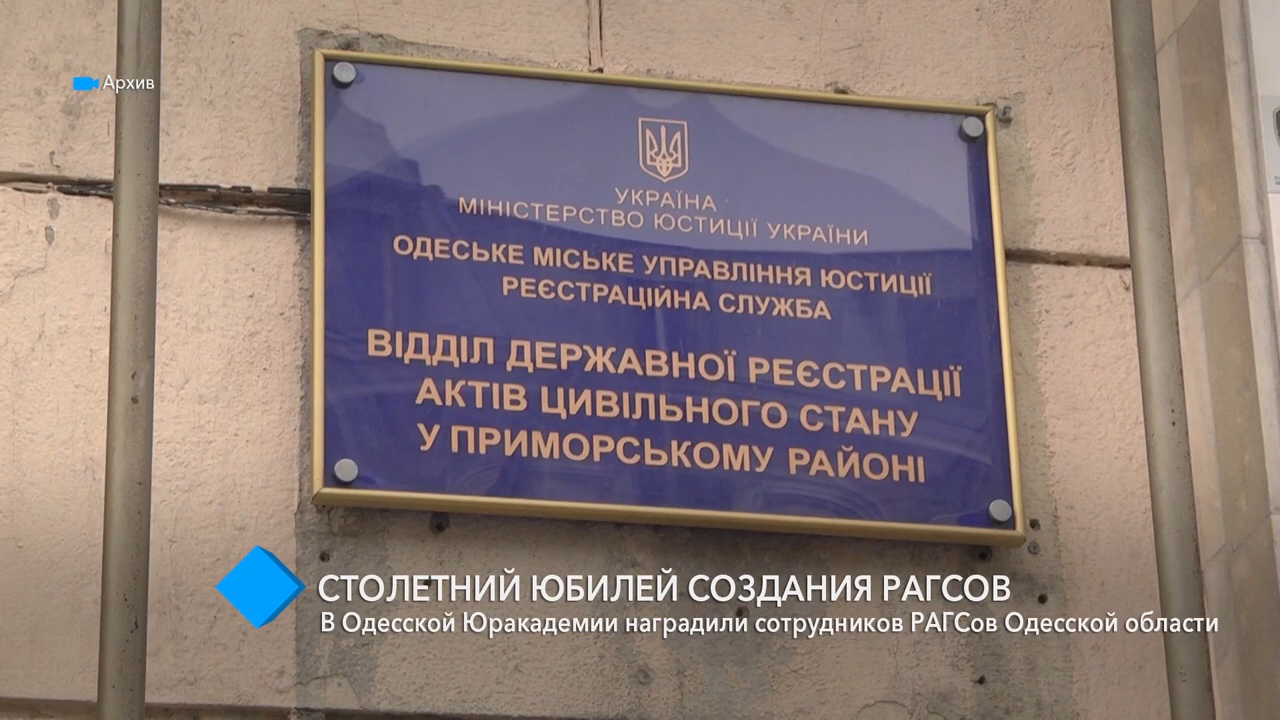 Архив
УКРАЇНА
МІНІСТЕРСТВО ЮСТИЦІЇ УКРАЇНИ
ОДЕСЬКЕ МІСЬКЕ УПРАВЛІННЯ ЮСТИЦІЇ
РЕЄСТРАЦІЙНА СЛУЖБА
ВІДДІЛ ДЕРЖАВНОЇ РЕЄСТРАЦІЇ
АКТІВ ЦИВІЛЬНОГО СТАНУ
У ПРИМОРСЬКОМУ РАЙОНІ
СТОЛЕТНИЙ ЮБИЛЕЙ СОЗДАНИЯ РАГСОВ
В Одесской Юракадемии наградили сотрудников РАГСов Одесской области